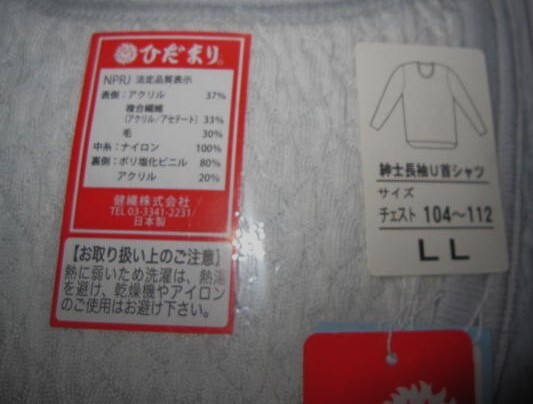 ひだまり®
NPRJ 法定品質表示
表側：アクリル 37%
複合繊維
(アクリル/アセテート) 33%
毛 30%
中糸：ナイロン 100%
裏側：ポリ塩化ビニル 80%
アクリル 20%
健繊株式会社
TEL 03-3341-2231
日本製
【お取り扱い上のご注意】
熱に弱いため洗濯は、熱湯
を避け、乾燥機やアイロン
のご使用はお避け下さい。
紳士長袖U首シャツ
サイズ
チェスト 104～112
LL